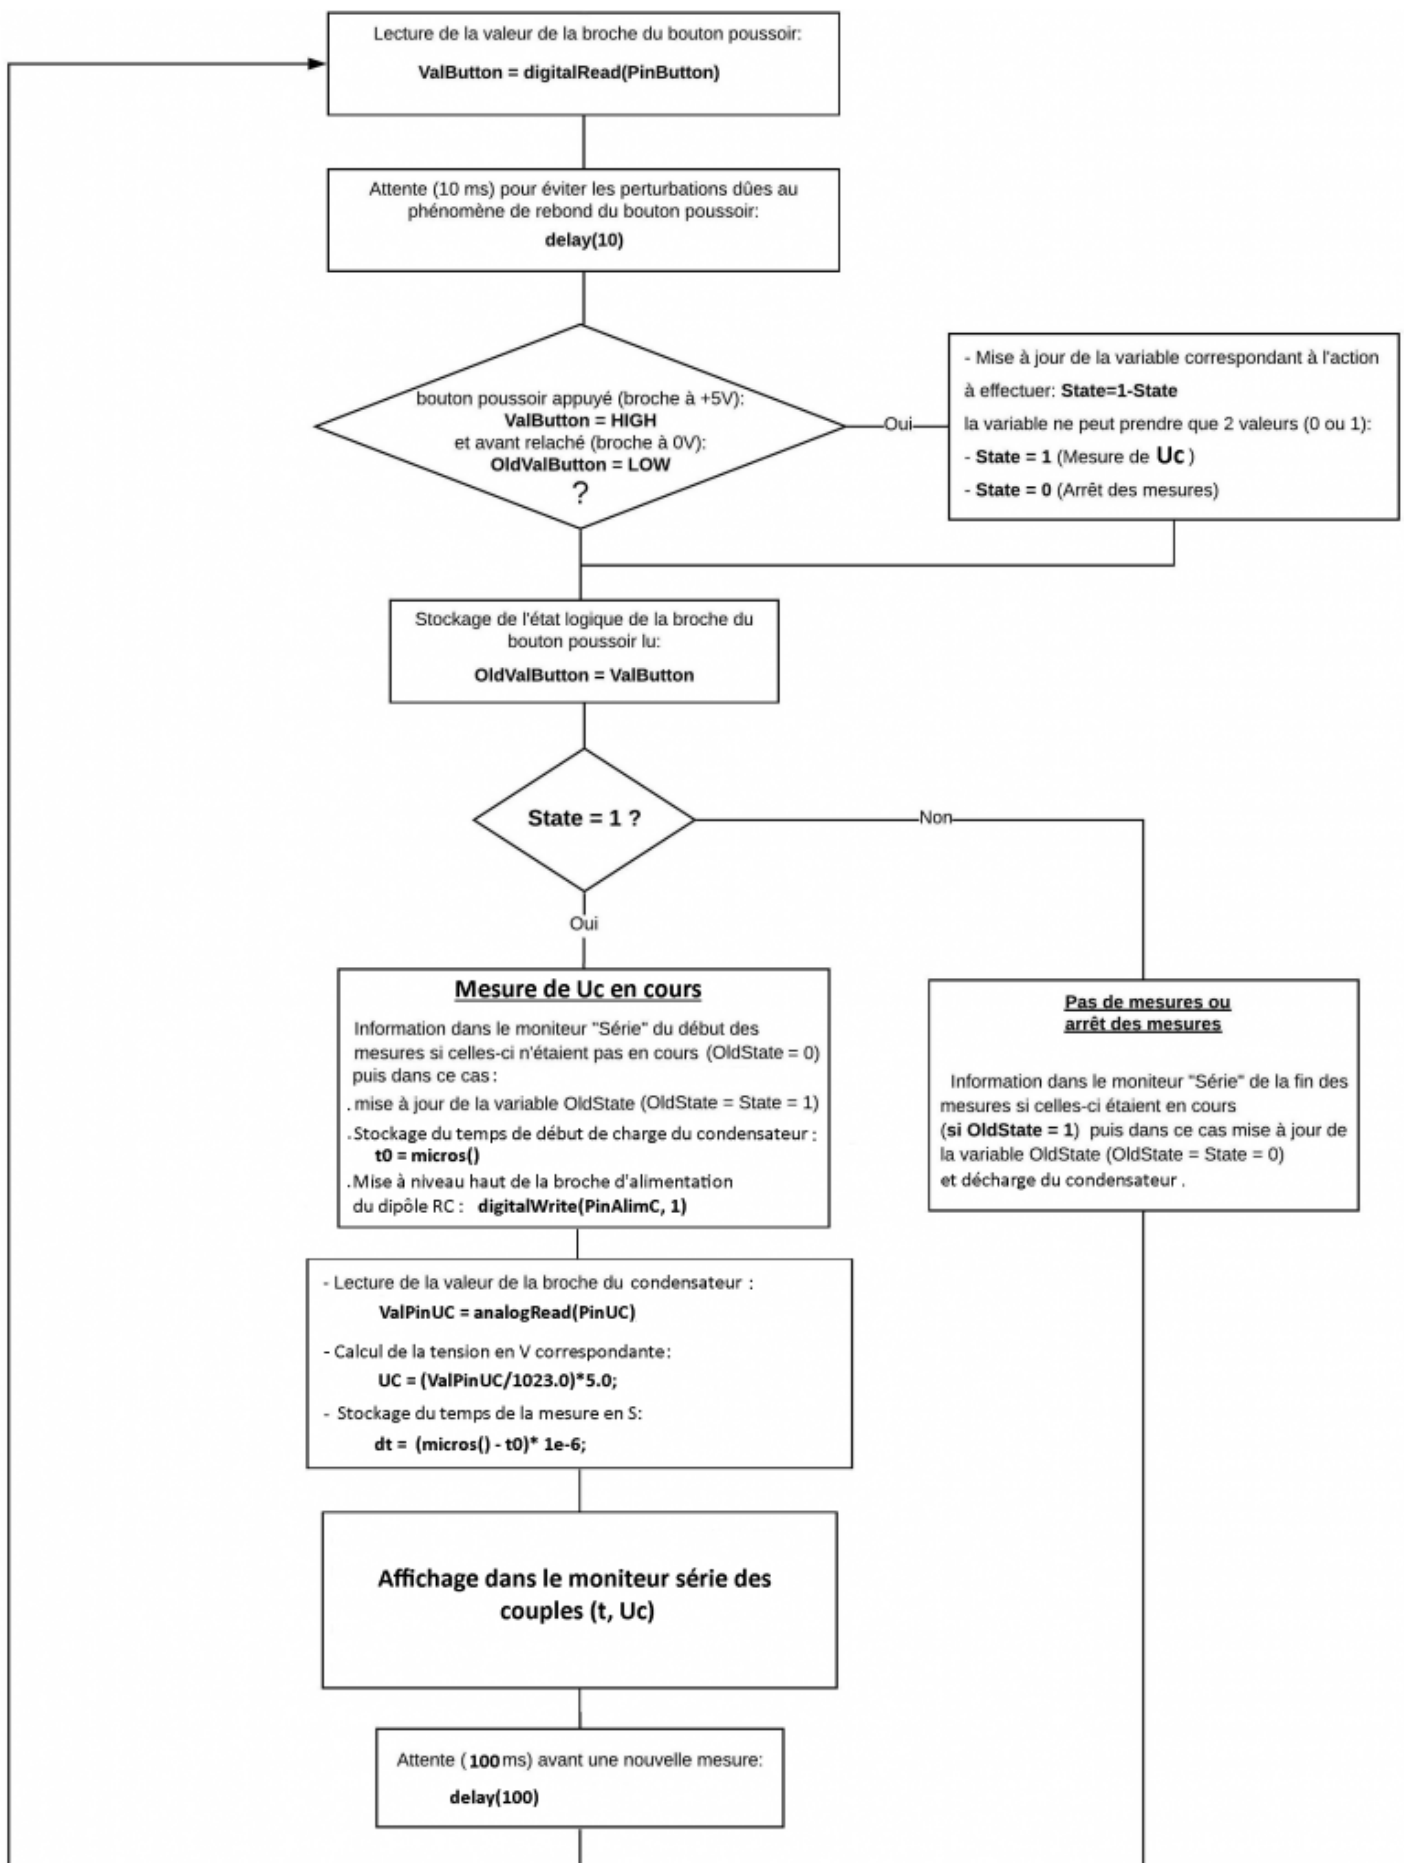 Lecture de la valeur de la broche du bouton poussoir:
ValButton = digitalRead(PinButton)
Attente (10 ms) pour éviter les perturbations dûes au
phénomène de rebond du bouton poussoir:
delay(10)
bouton poussoir appuyé (broche à +5V):
ValButton = HIGH
et avant relaché (broche à 0V):
OldValButton = LOW
?
Oui
- Mise à jour de la variable correspondant à l'action
à effectuer: State=1-State
la variable ne peut prendre que 2 valeurs (0 ou 1):
- State = 1 (Mesure de Uc )
- State = 0 (Arrêt des mesures)
Stockage de l'état logique de la broche du
bouton poussoir lu:
OldValButton = ValButton
State = 1 ?
Non
Oui
Mesure de Uc en cours
Information dans le moniteur "Série" du début des
mesures si celles-ci n'étaient pas en cours (OldState = 0)
puis dans ce cas :
. mise à jour de la variable OldState (OldState = State = 1)
. Stockage du temps de début de charge du condensateur :
t0 = micros()
. Mise à niveau haut de la broche d'alimentation
du dipôle RC : digitalWrite(PinAlimC, 1)
Pas de mesures ou
arrêt des mesures
Information dans le moniteur "Série" de la fin des
mesures si celles-ci étaient en cours
(si OldState = 1) puis dans ce cas mise à jour de
la variable OldState (OldState = State = 0)
et décharge du condensateur .
- Lecture de la valeur de la broche du condensateur :
ValPinUC = analogRead(PinUC)
- Calcul de la tension en V correspondante:
UC = (ValPinUC/1023.0)*5.0;
- Stockage du temps de la mesure en S:
dt = (micros() - t0)* 1e-6;
Affichage dans le moniteur série des
couples (t, Uc)
Attente ( 100 ms) avant une nouvelle mesure:
delay(100)